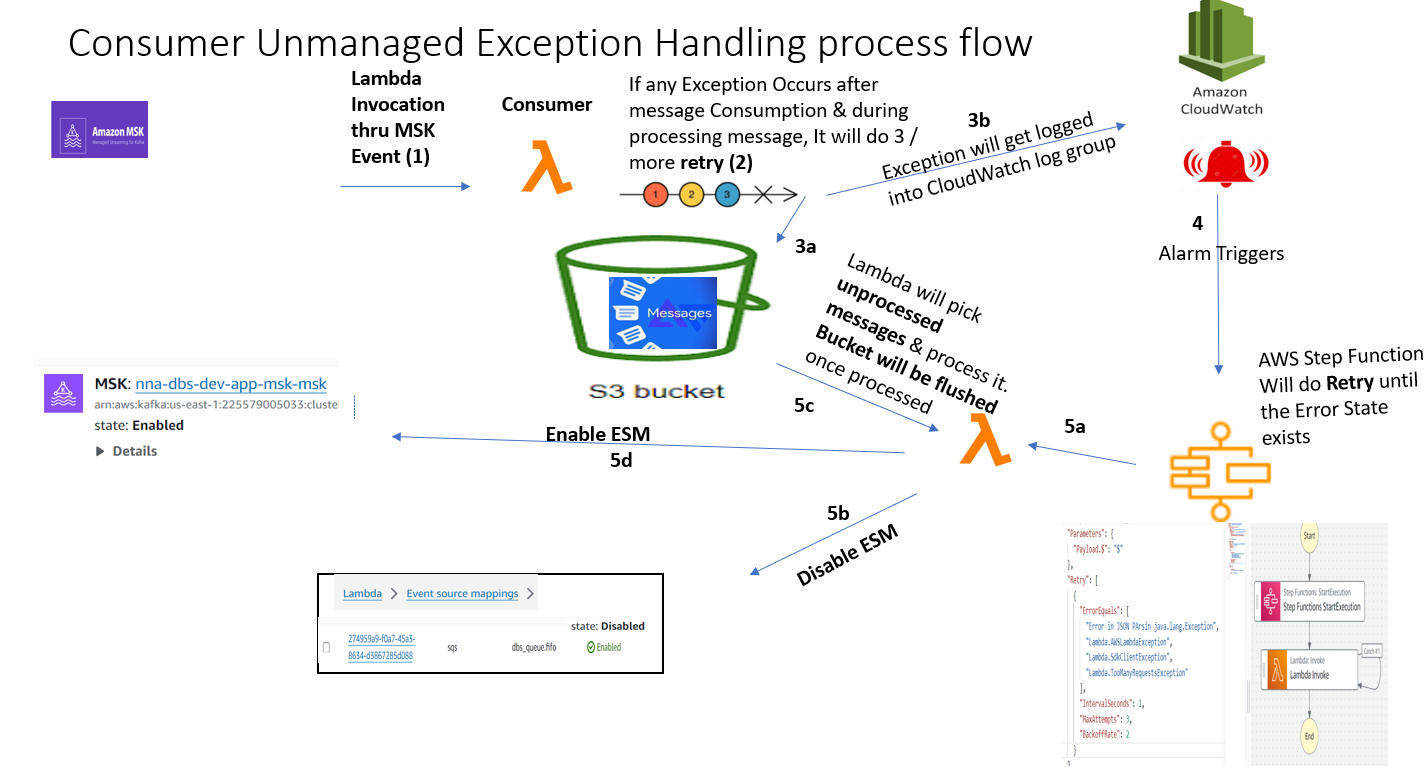 Consumer Unmanaged Exception Handling process flow
Amazon MSK
Managed Streaming for Kafka
Lambda
Invocation
thru MSK
Event (1)
Consumer
If any Exception Occurs after
message Consumption & during
processing message, It will do 3 /
more retry (2)
1 2 3
3b
Exception will get logged
into CloudWatch log group
Amazon
CloudWatch
4
Alarm Triggers
3a
Messages
S3 bucket
Lambda will pick
unprocessed
messages & process it.
Bucket will be flushed
once processed
5c
AWS Step Function
Will do Retry until
the Error State
exists
5a
MSK: nna-dbs-dev-app-msk-msk
arn:aws:kafka:us-east-1:225579005033:cluste
state: Enabled
Details
Enable ESM
5d
5b
Disable ESM
Lambda > Event source mappings >
state: Disabled
274959a9-f0a7-45a3-
8634-d3867285d088
sqs
dbs_queue.fifo
Enabled
"Parameters": {
"Payload.$": "$"
},
"Retry": [
{
"ErrorEquals": [
"Error in JSON PArsin java.lang.Exception",
"Lambda.AWSLambdaException",
"Lambda.SdkClientException",
"Lambda.TooManyRequestsException"
],
"IntervalSeconds": 1,
"MaxAttempts": 3,
"BackoffRate": 2
}
Start
Step Functions: StartExecution
Step Functions StartExecution
Lambda: Invoke
Lambda Invoke
Catch #1
End